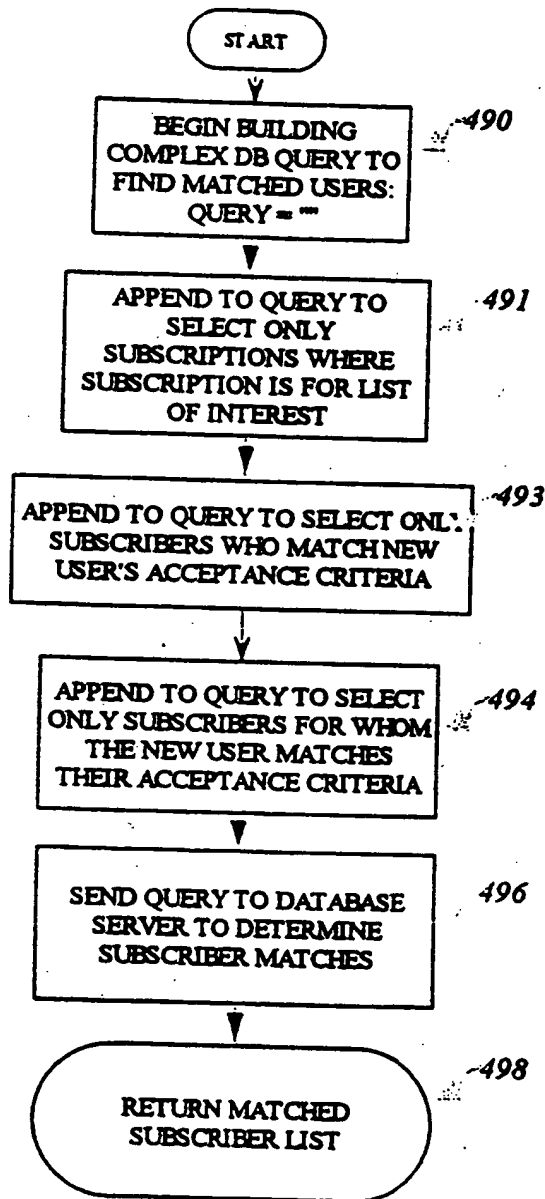 START
BEGIN BUILDING
COMPLEX DB QUERY TO
FIND MATCHED USERS:
QUERY = ""
490
APPEND TO QUERY TO
SELECT ONLY
SUBSCRIPTIONS WHERE
SUBSCRIPTION IS FOR LIST
OF INTEREST
491
APPEND TO QUERY TO SELECT ONLY
SUBSCRIBERS WHO MATCH NEW
USER'S ACCEPTANCE CRITERIA
493
APPEND TO QUERY TO SELECT
ONLY SUBSCRIBERS FOR WHOM
THE NEW USER MATCHES
THEIR ACCEPTANCE CRITERIA
494
SEND QUERY TO DATABASE
SERVER TO DETERMINE
SUBSCRIBER MATCHES
496
RETURN MATCHED
SUBSCRIBER LIST
498